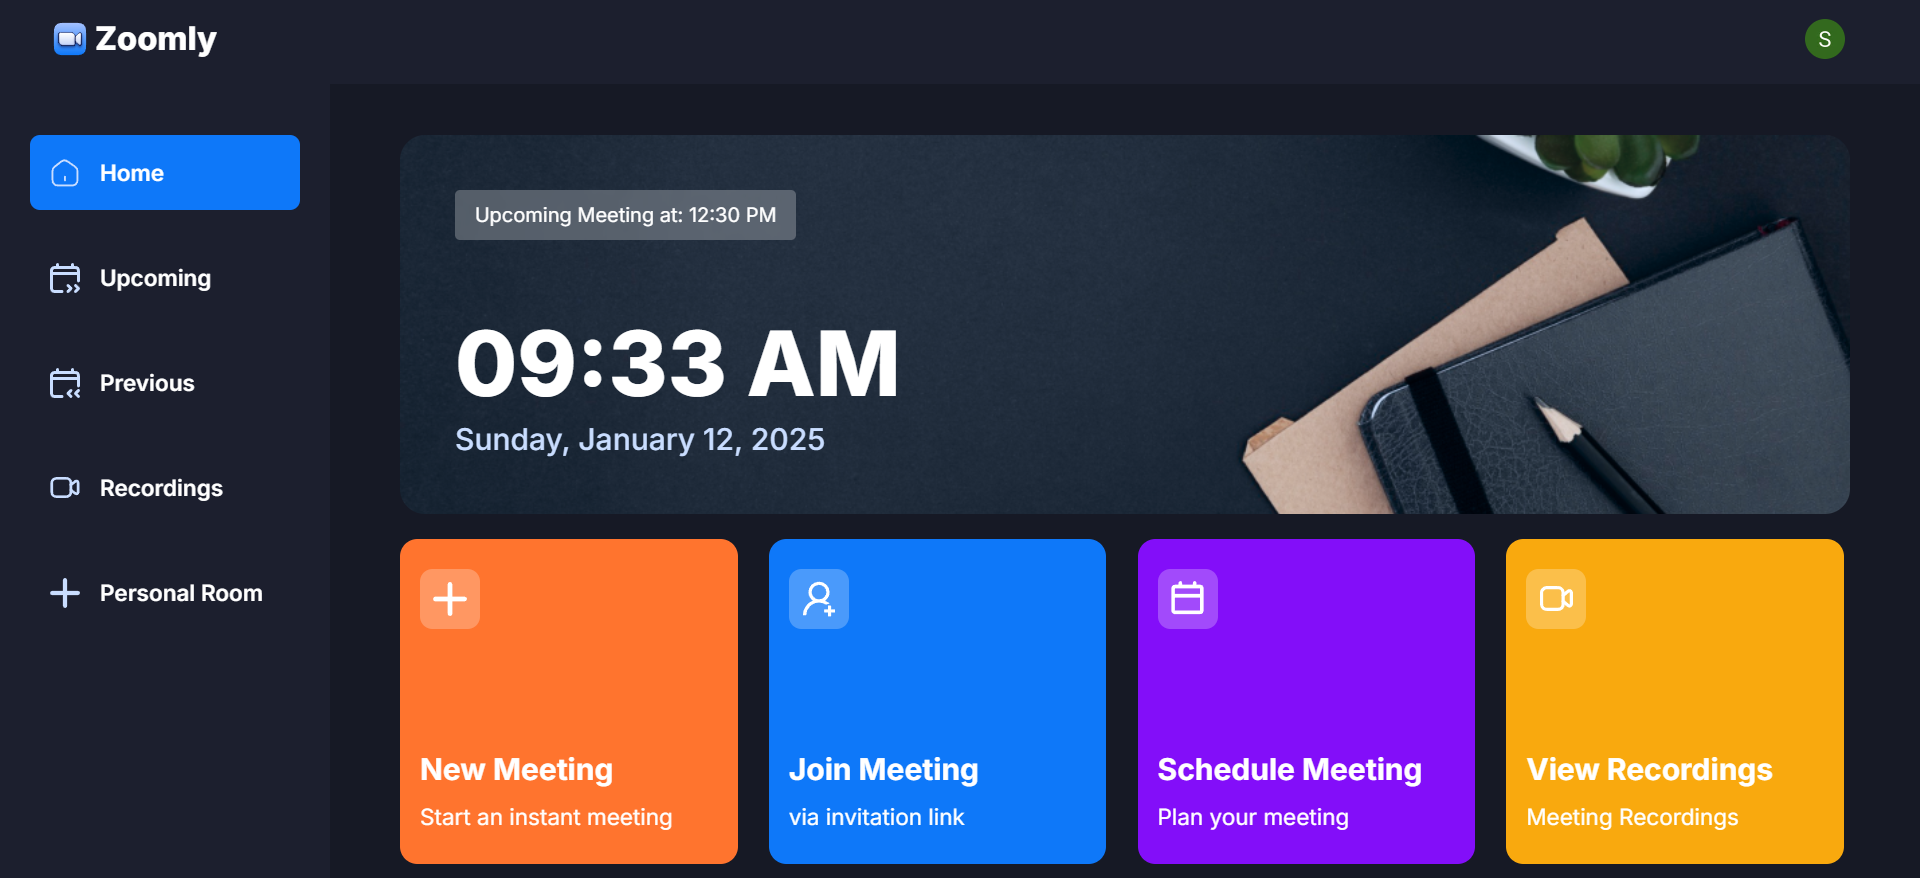 Zoomly
S
Home
Upcoming
Previous
Recordings
Personal Room
Upcoming Meeting at: 12:30 PM
09:33 AM
Sunday, January 12, 2025
New Meeting
Start an instant meeting
Join Meeting
via invitation link
Schedule Meeting
Plan your meeting
View Recordings
Meeting Recordings